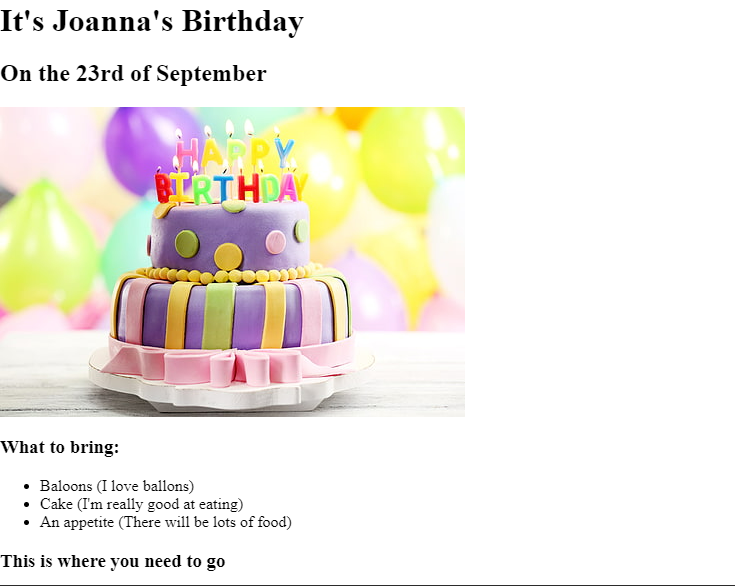 It's Joanna's Birthday
On the 23rd of September
HAPPY
BIRTHDAY
What to bring:
Baloons (I love ballons)
Cake (I'm really good at eating)
An appetite (There will be lots of food)
This is where you need to go